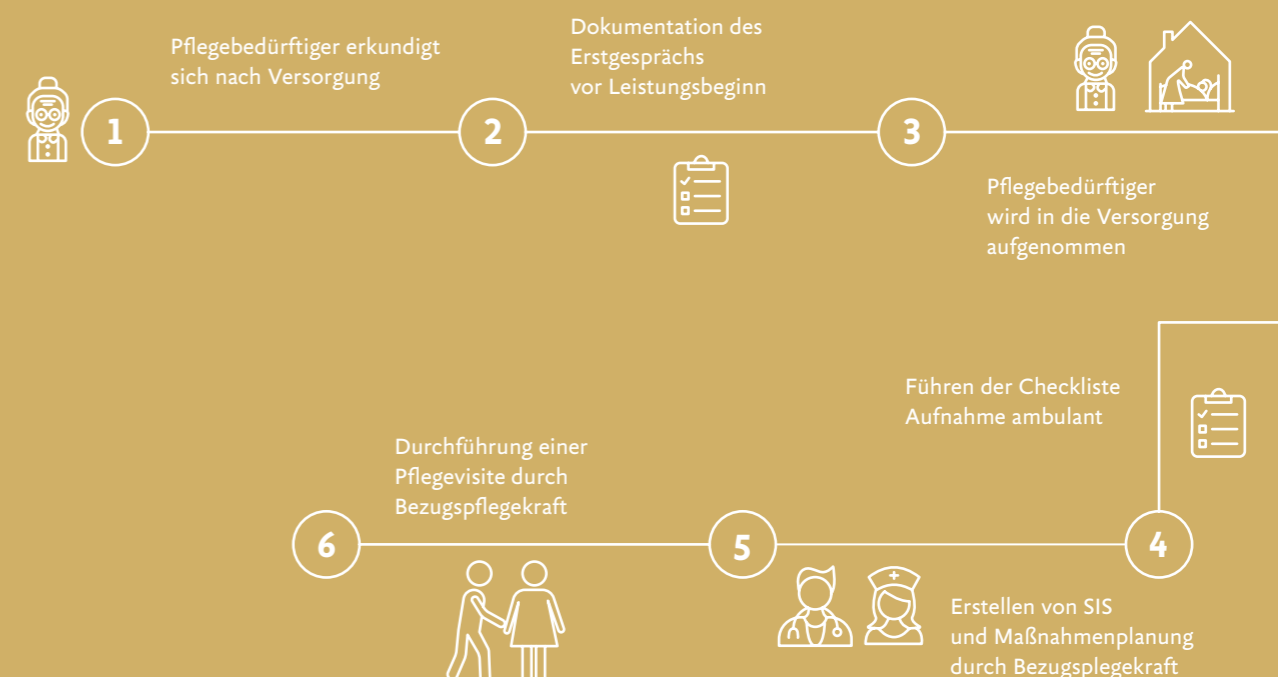 1
Pflegebedürftiger erkundigt
sich nach Versorgung
2
Dokumentation des
Erstgesprächs
vor Leistungsbeginn
3
Pflegebedürftiger
wird in die Versorgung
aufgenommen
Führen der Checkliste
Aufnahme ambulant
4
Erstellen von SIS
und Maßnahmenplanung
durch Bezugsplegekraft
5
Durchführung einer
Pflegevisite durch
Bezugspflegekraft
6